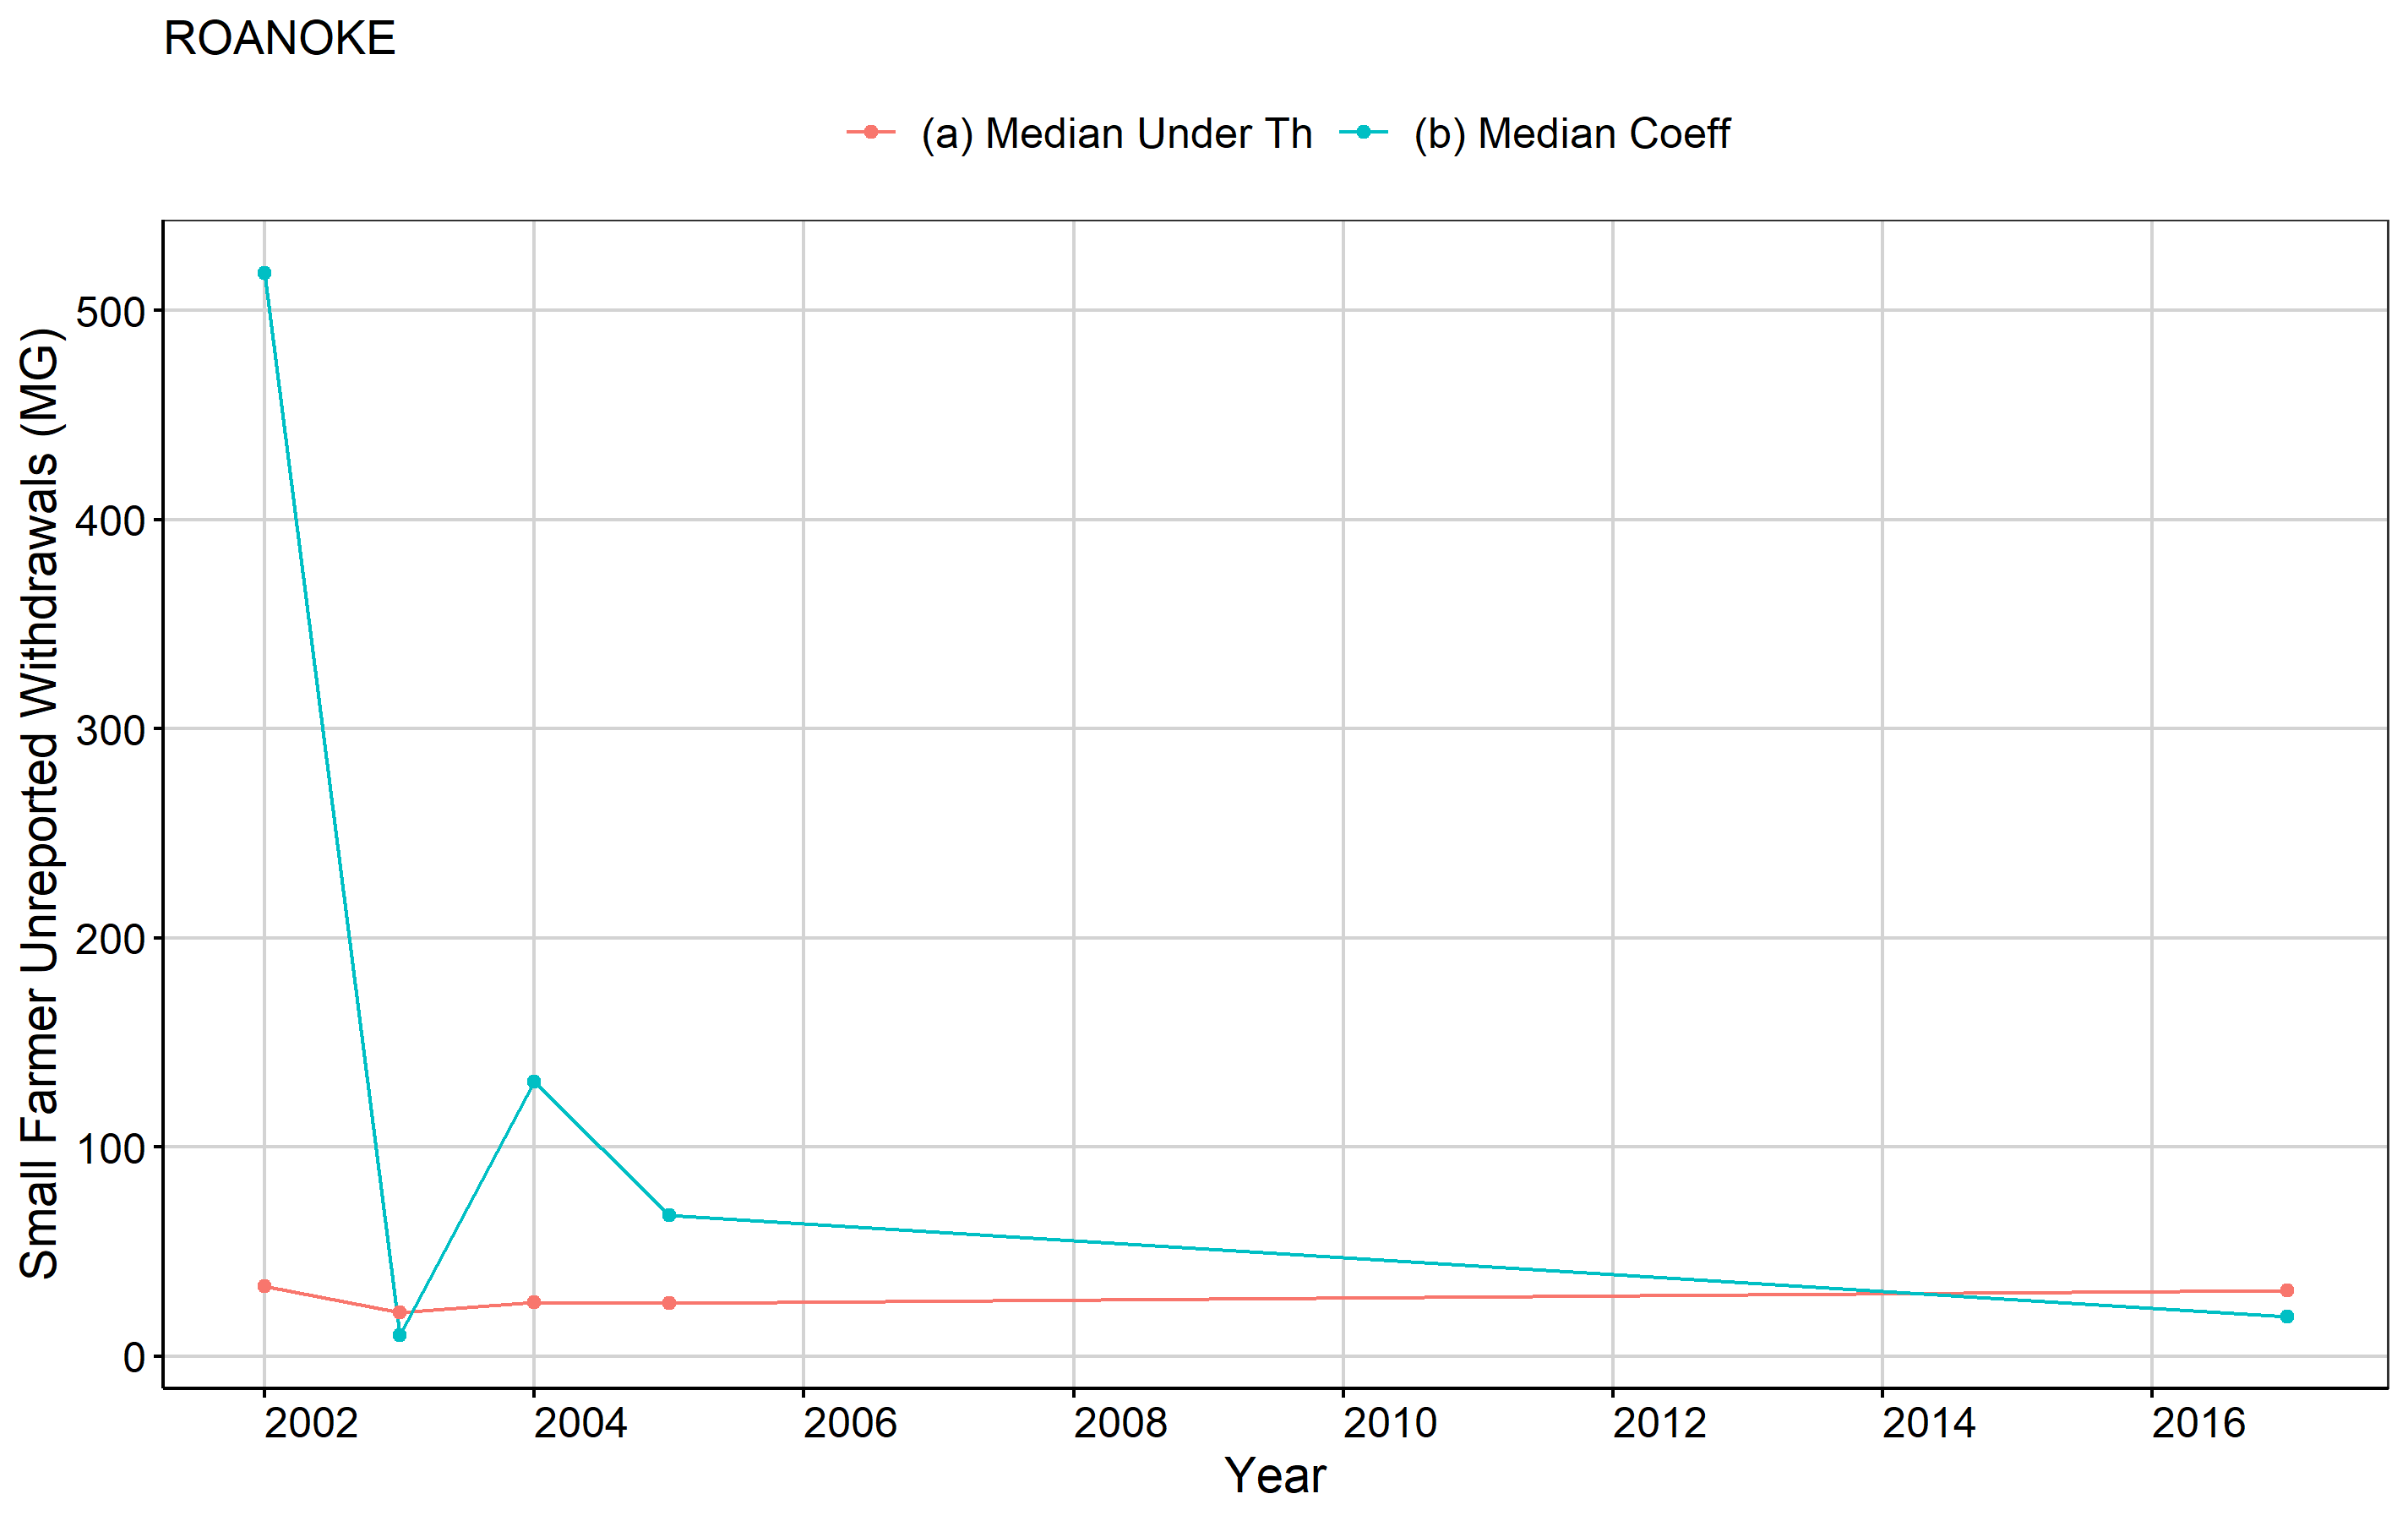 ROANOKE
(a) Median Under Th (b) Median Coeff
Small Farmer Unreported Withdrawals (MG)
500
400
300
200
100
0
2002 2004 2006 2008 2010 2012 2014 2016
Year